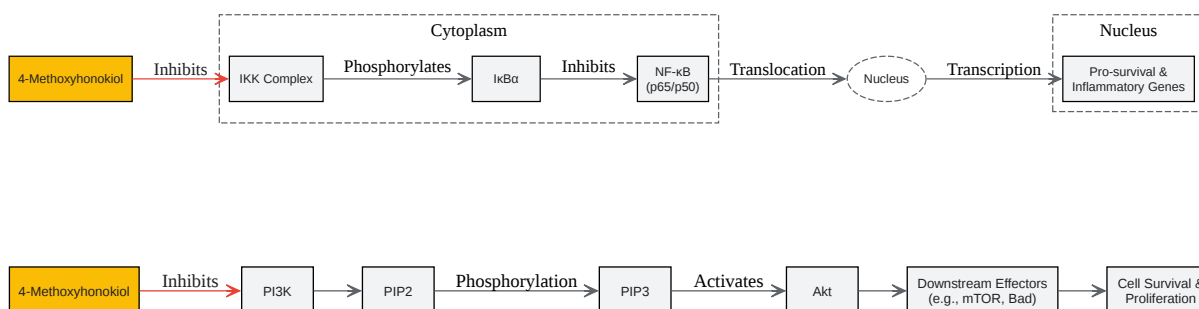 Cytoplasm
Nucleus
4-Methoxyhonokiol
Inhibits
IKK Complex
Phosphorylates
IκBα
Inhibits
NF-κB
(p65/p50)
Translocation
Nucleus
Transcription
Pro-survival &
Inflammatory Genes
4-Methoxyhonokiol
Inhibits
PI3K
PIP2
Phosphorylation
PIP3
Activates
Akt
Downstream Effectors
(e.g., mTOR, Bad)
Cell Survival &
Proliferation